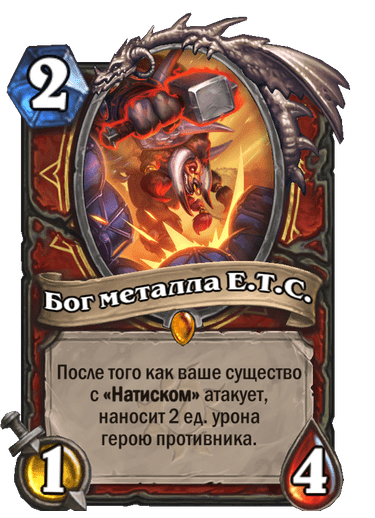 2
Бог металла Е.Т.С.
После того как ваше существо
с «Натиском» атакует,
наносит 2 ед. урона
герою противника.
1
4